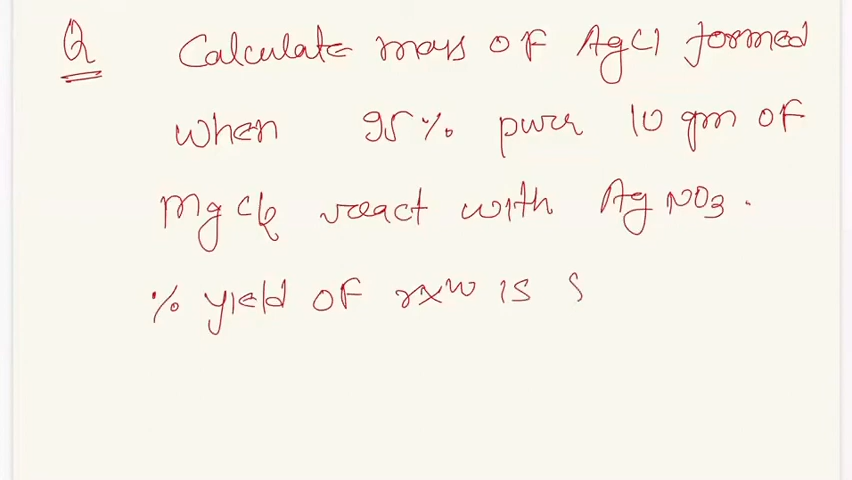 Q Calculate mass of AgCl formed
when 95% pure 10 gm of
MgCl2 react with AgNO3.
% yield of rxn is